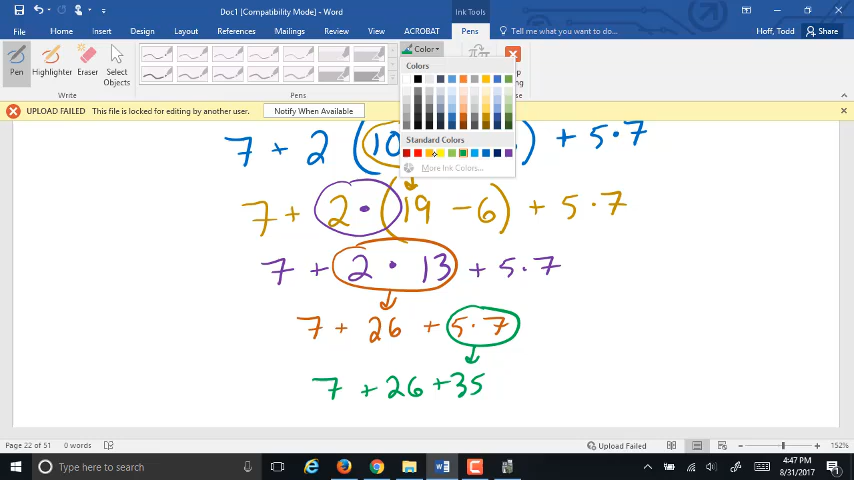 Doc1 [Compatibility Mode] - Word
Ink Tools
Hoff, Todd
File Home Insert Design Layout References Mailings Review View ACROBAT Pens Tell me what you want to do... Share
Pen Highlighter Eraser Select Objects
Color
Write Pens
Colors
Standard Colors
More Ink Colors...
UPLOAD FAILED This file is locked for editing by another user. Notify When Available
7 + 2 (10 + 5·7
7 + 2 · (19 − 6) + 5·7
7 + 2 · 13 + 5·7
7 + 26 + 5·7
7 + 26 + 35
Page 22 of 51 0 words Upload Failed 152%
Type here to search
4:47 PM
8/31/2017